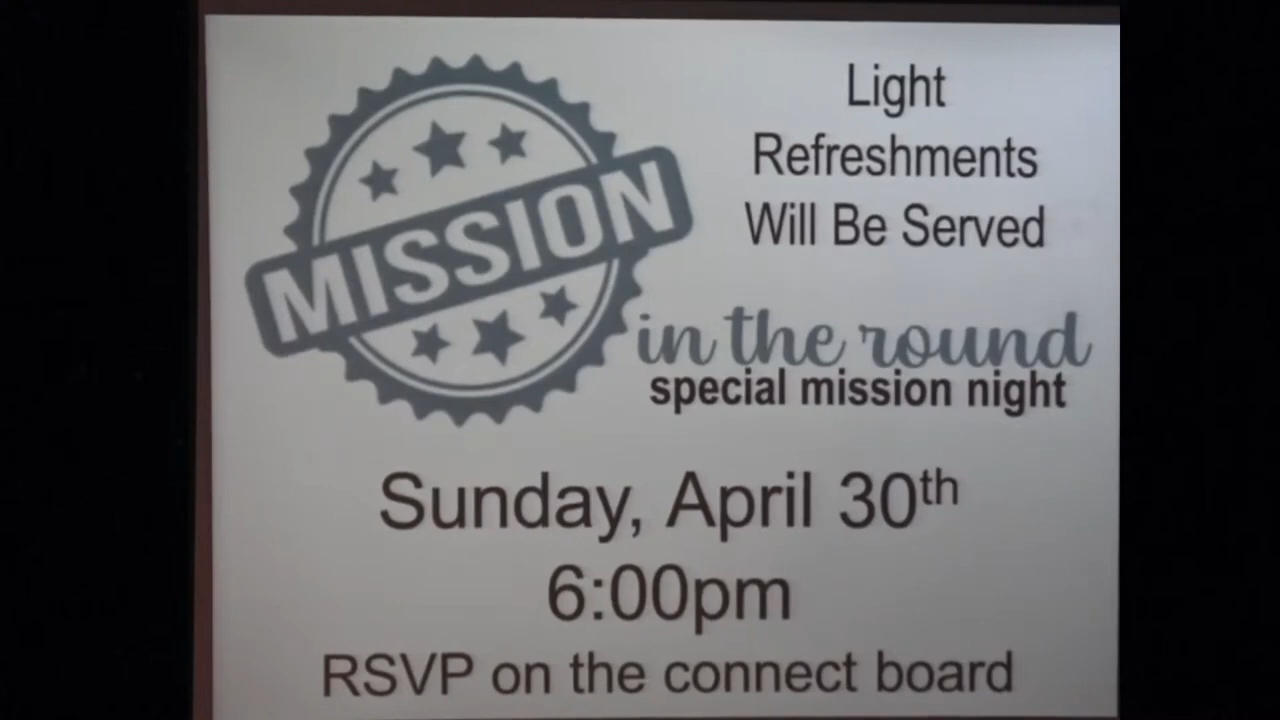 MISSION
Light
Refreshments
Will Be Served
in the round
special mission night
Sunday, April 30th
6:00pm
RSVP on the connect board